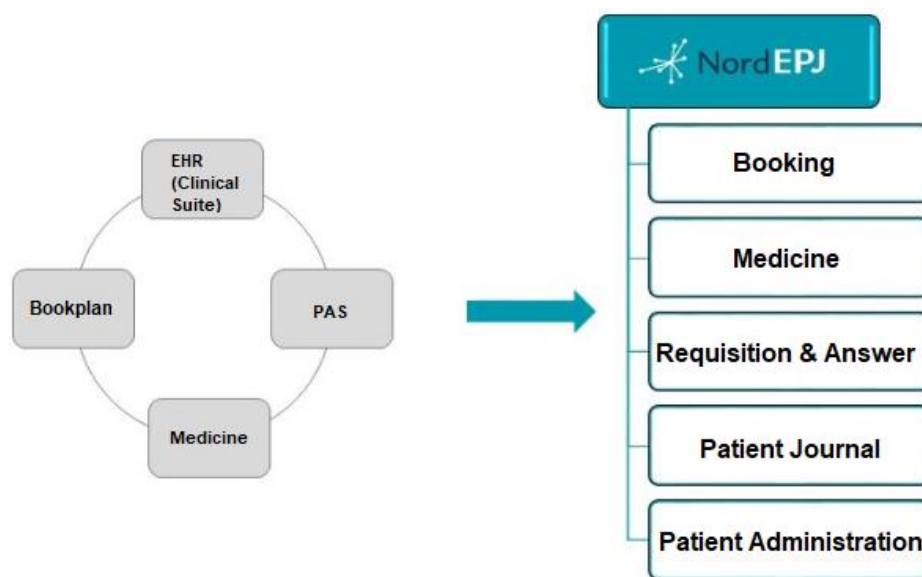 EHR
(Clinical
Suite)
Bookplan
PAS
Medicine
NordEPJ
Booking
Medicine
Requisition & Answer
Patient Journal
Patient Administration